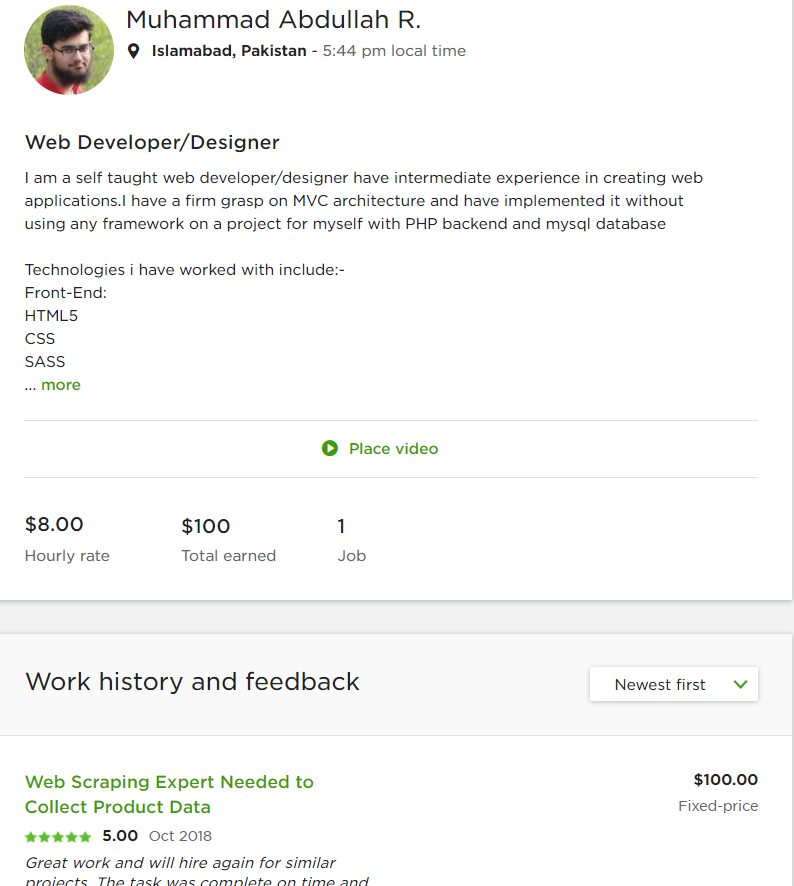 Muhammad Abdullah R.
Islamabad, Pakistan - 5:44 pm local time
Web Developer/Designer
I am a self taught web developer/designer have intermediate experience in creating web
applications.I have a firm grasp on MVC architecture and have implemented it without
using any framework on a project for myself with PHP backend and mysql database
Technologies i have worked with include:-
Front-End:
HTML5
CSS
SASS
... more
Place video
$8.00 $100 1
Hourly rate Total earned Job
Work history and feedback
Newest first
Web Scraping Expert Needed to
Collect Product Data
$100.00
Fixed-price
5.00 Oct 2018
Great work and will hire again for similar
projects. The task was complete on time and